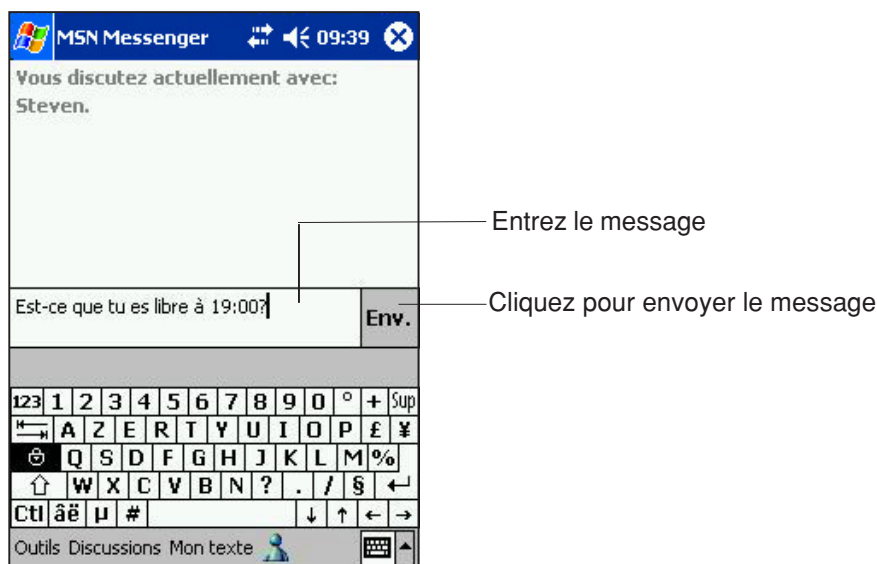 MSN Messenger 09:39
Vous discutez actuellement avec:
Steven.
Entrez le message
Est-ce que tu es libre à 19:00?
Env.
Cliquez pour envoyer le message
123 1 2 3 4 5 6 7 8 9 0 ° + Sup
A Z E R T Y U I O P £ ¥
Q S D F G H J K L M %
W X C V B N ? . / § ↵
Ctl âë µ # ↓ ↑ ← →
Outils Discussions Mon texte